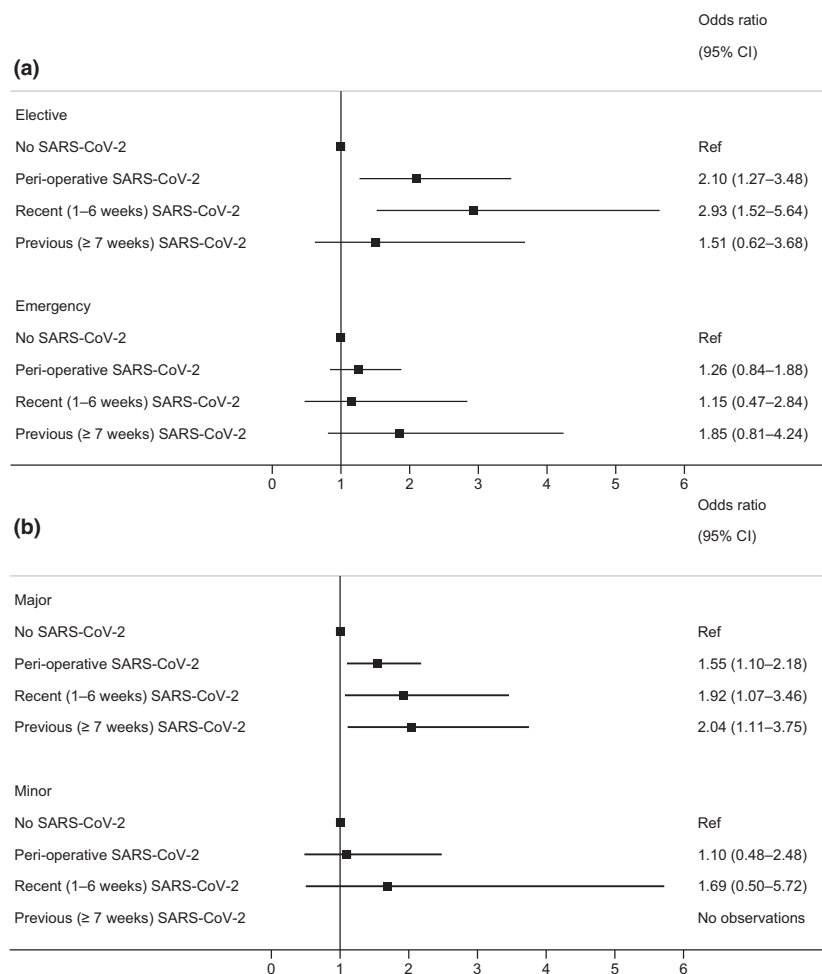 Odds ratio
(95% CI)
(a)
Elective
No SARS-CoV-2 Ref
Peri-operative SARS-CoV-2 2.10 (1.27–3.48)
Recent (1–6 weeks) SARS-CoV-2 2.93 (1.52–5.64)
Previous (≥ 7 weeks) SARS-CoV-2 1.51 (0.62–3.68)
Emergency
No SARS-CoV-2 Ref
Peri-operative SARS-CoV-2 1.26 (0.84–1.88)
Recent (1–6 weeks) SARS-CoV-2 1.15 (0.47–2.84)
Previous (≥ 7 weeks) SARS-CoV-2 1.85 (0.81–4.24)
0 1 2 3 4 5 6
Odds ratio
(95% CI)
(b)
Major
No SARS-CoV-2 Ref
Peri-operative SARS-CoV-2 1.55 (1.10–2.18)
Recent (1–6 weeks) SARS-CoV-2 1.92 (1.07–3.46)
Previous (≥ 7 weeks) SARS-CoV-2 2.04 (1.11–3.75)
Minor
No SARS-CoV-2 Ref
Peri-operative SARS-CoV-2 1.10 (0.48–2.48)
Recent (1–6 weeks) SARS-CoV-2 1.69 (0.50–5.72)
Previous (≥ 7 weeks) SARS-CoV-2 No observations
0 1 2 3 4 5 6